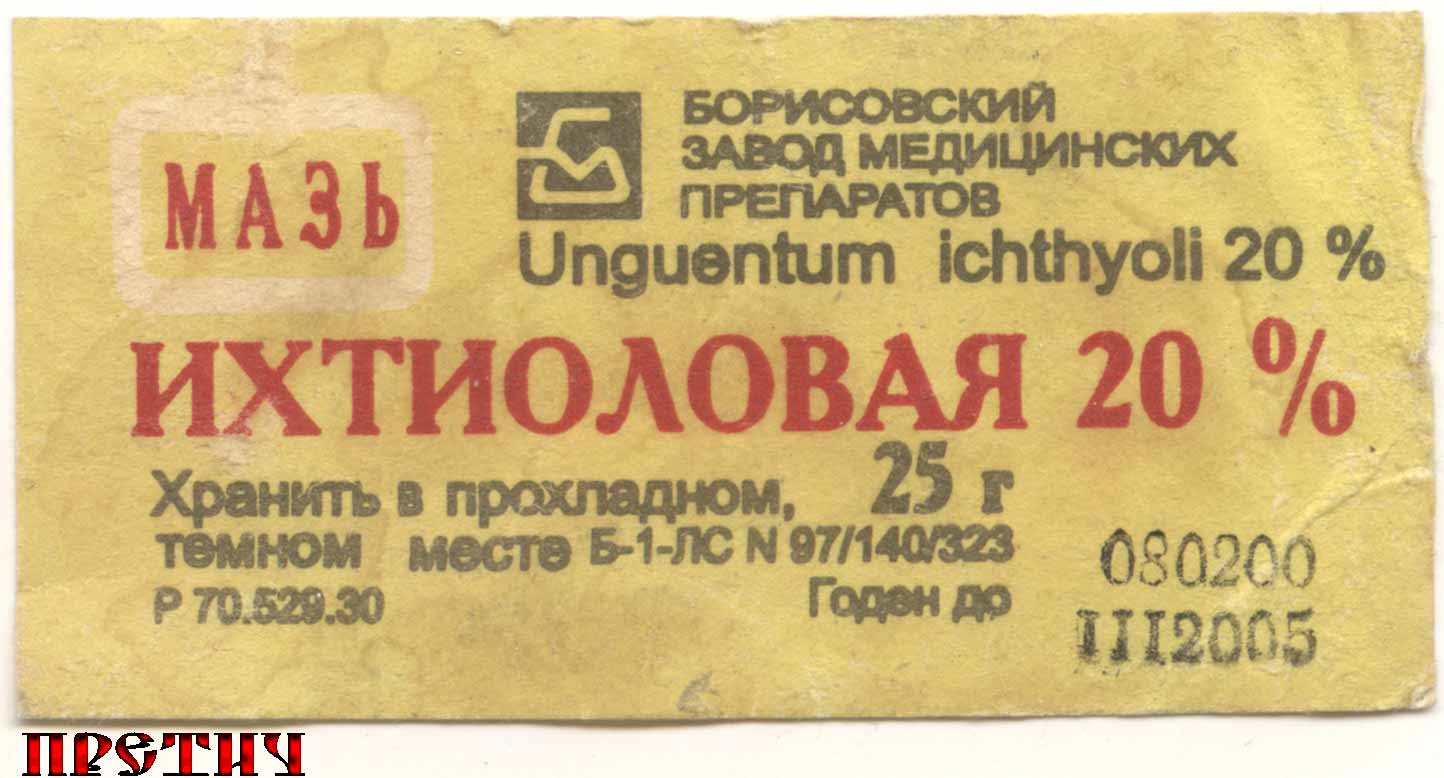 МАЗЬ
БОРИСОВСКИЙ
ЗАВОД МЕДИЦИНСКИХ
ПРЕПАРАТОВ
Unguentum ichthyoli 20 %
ИХТИОЛОВАЯ 20 %
Хранить в прохладном, 25 г
темном месте Б-1-ЛС N 97/140/323
Р 70.529.30 Годен до
080200
III2005
ПРЕТИЧ